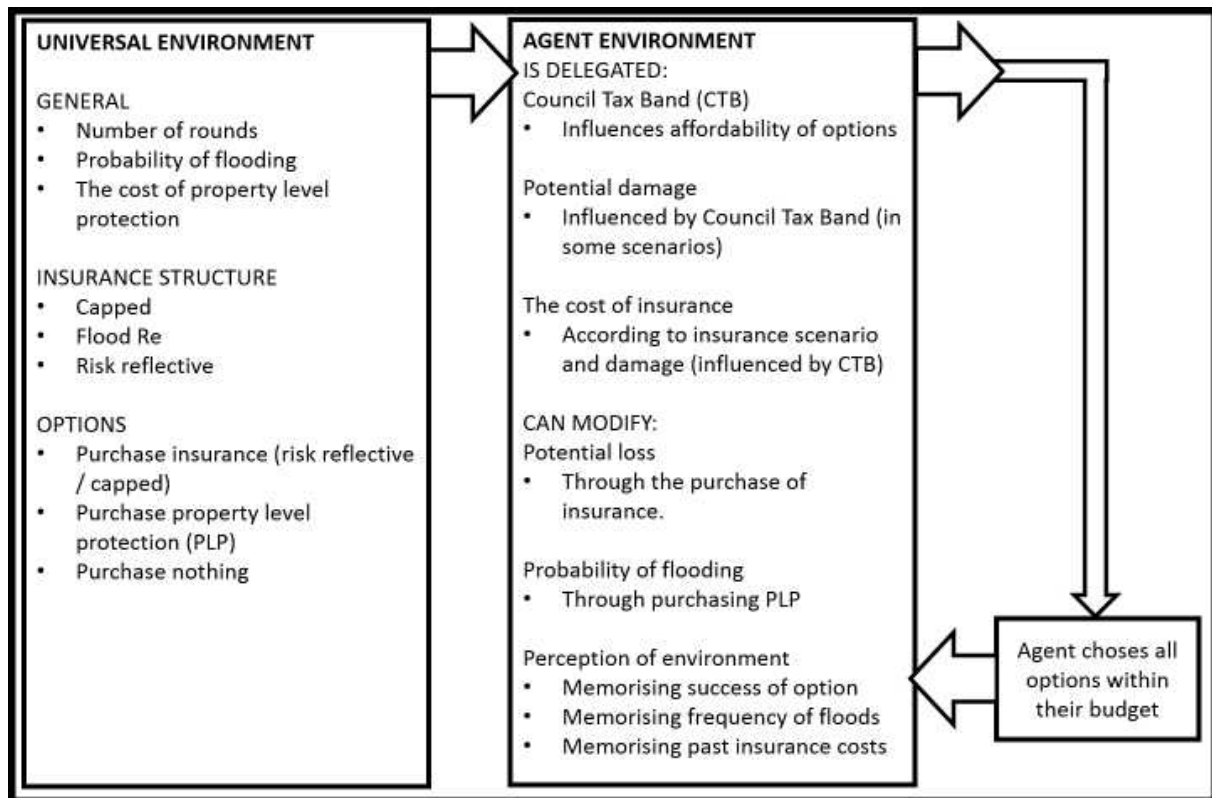 UNIVERSAL ENVIRONMENT
GENERAL
• Number of rounds
• Probability of flooding
• The cost of property level
protection
INSURANCE STRUCTURE
• Capped
• Flood Re
• Risk reflective
OPTIONS
• Purchase insurance (risk reflective
/ capped)
• Purchase property level
protection (PLP)
• Purchase nothing
AGENT ENVIRONMENT
IS DELEGATED:
Council Tax Band (CTB)
• Influences affordability of options
Potential damage
• Influenced by Council Tax Band (in
some scenarios)
The cost of insurance
• According to insurance scenario
and damage (influenced by CTB)
CAN MODIFY:
Potential loss
• Through the purchase of
insurance.
Probability of flooding
• Through purchasing PLP
Perception of environment
• Memorising success of option
• Memorising frequency of floods
• Memorising past insurance costs
Agent choses all
options within
their budget